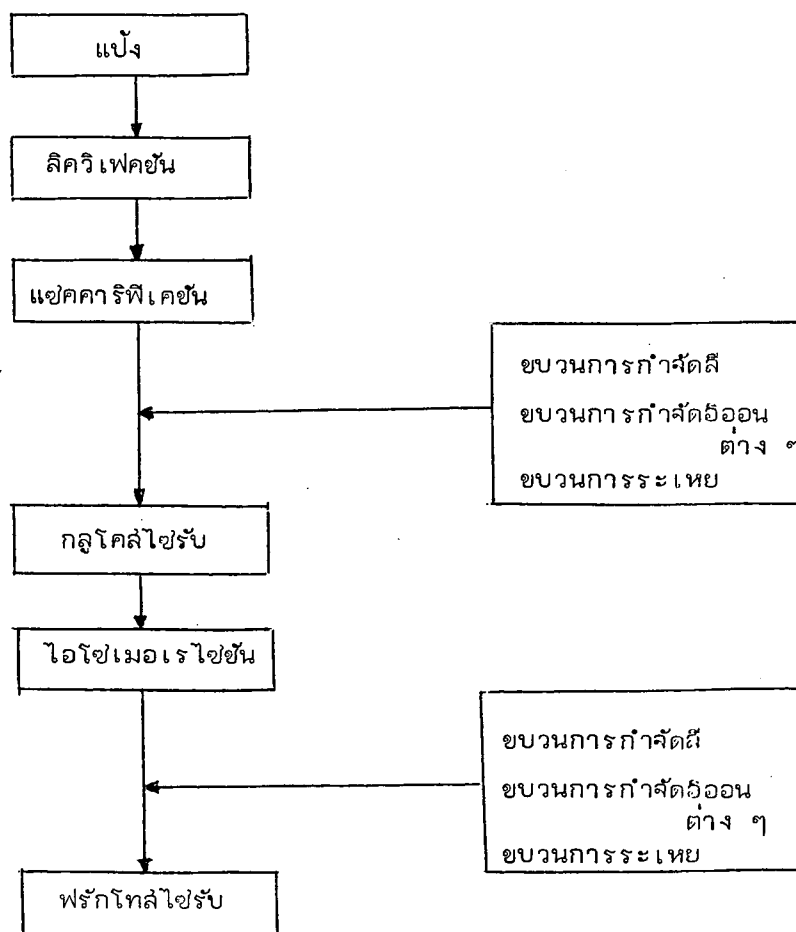 แป้ง
ลิควิเฟคชัน
แซคคาริฟิเคชัน
ขบวนการกำจัดสี
ขบวนการกำจัดอิออน
ต่าง ๆ
ขบวนการระเหย
กลูโคสไซรับ
ไอโซเมอเรไซชัน
ขบวนการกำจัดสี
ขบวนการกำจัดอิออน
ต่าง ๆ
ขบวนการระเหย
ฟรักโทสไซรับ